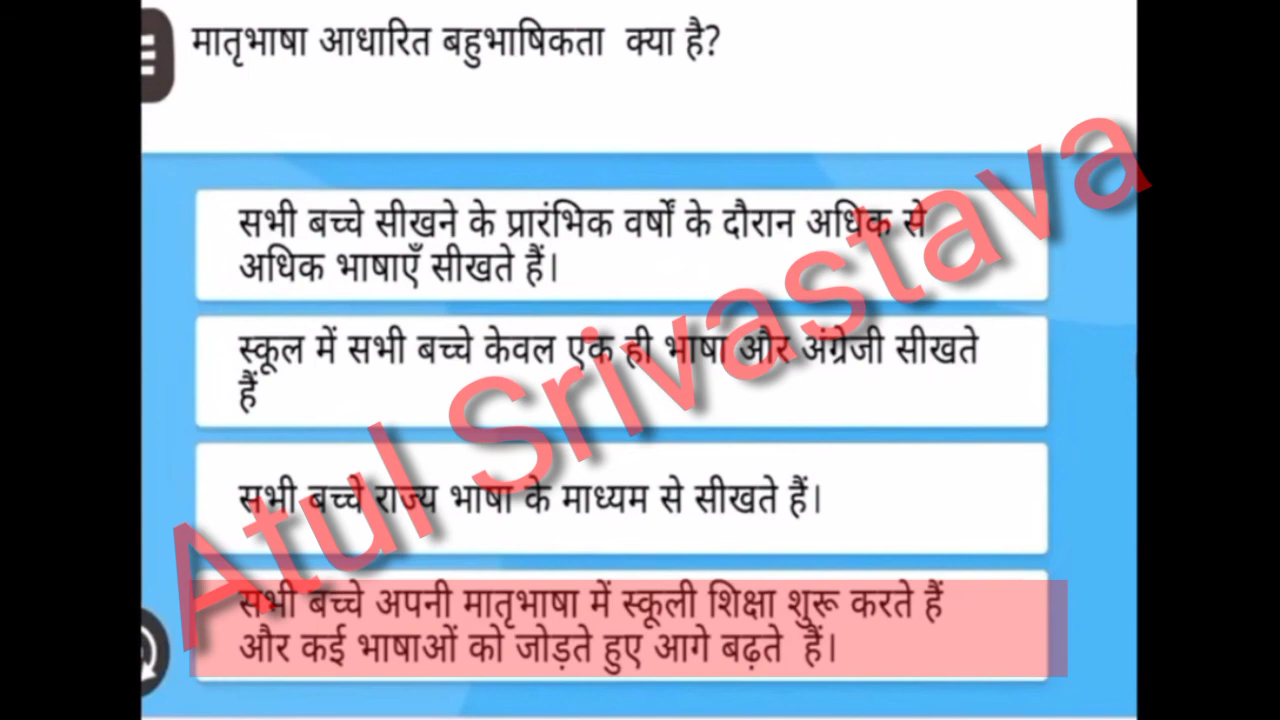 मातृभाषा आधारित बहुभाषिकता क्या है?
सभी बच्चे सीखने के प्रारंभिक वर्षों के दौरान अधिक से
अधिक भाषाएँ सीखते हैं।
स्कूल में सभी बच्चे केवल एक ही भाषा और अंग्रेजी सीखते
हैं
सभी बच्चे राज्य भाषा के माध्यम से सीखते हैं।
सभी बच्चे अपनी मातृभाषा में स्कूली शिक्षा शुरू करते हैं
और कई भाषाओं को जोड़ते हुए आगे बढ़ते हैं।
Atul Srivastava